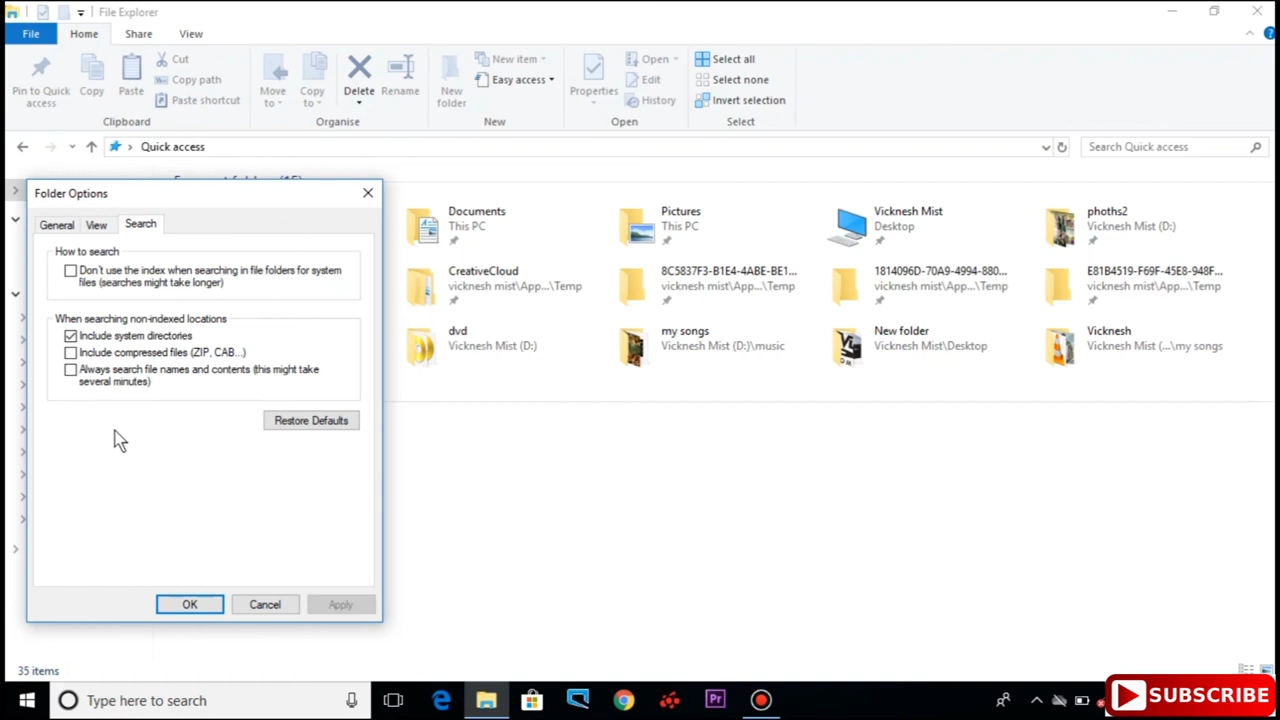 File Explorer
File
Home
Share
View
Pin to Quick
access
Copy
Paste
Cut
Copy path
Paste shortcut
Clipboard
Move
to
Copy
to
Delete
Rename
Organise
New
folder
New item
Easy access
New
Properties
Open
Edit
History
Open
Select all
Select none
Invert selection
Select
Quick access
Search Quick access
Folder Options
General
View
Search
How to search
Don't use the index when searching in file folders for system
files (searches might take longer)
When searching non-indexed locations
Include system directories
Include compressed files (ZIP, CAB...)
Always search file names and contents (this might take
several minutes)
Restore Defaults
OK
Cancel
Apply
Documents
This PC
Pictures
This PC
Vicknesh Mist
Desktop
phoths2
Vicknesh Mist (D:)
CreativeCloud
vicknesh mist\App...\Temp
8C5837F3-B1E4-4ABE-BE1...
vicknesh mist\App...\Temp
1814096D-70A9-4994-880...
vicknesh mist\App...\Temp
E81B4519-F69F-45E8-948F...
vicknesh mist\App...\Temp
dvd
Vicknesh Mist (D:)
my songs
Vicknesh Mist (D:)\music
New folder
Vicknesh Mist\Desktop
Vicknesh
Vicknesh Mist (...\my songs
35 items
Type here to search
Pr
SUBSCRIBE